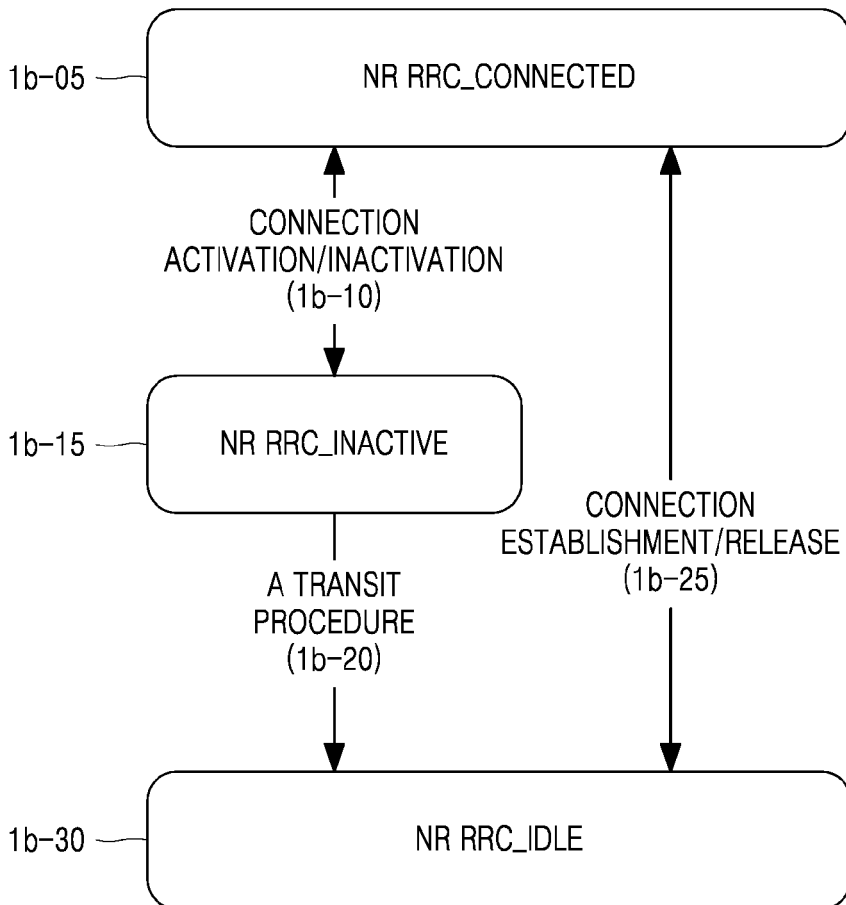 1b-05
NR RRC_CONNECTED
CONNECTION
ACTIVATION/INACTIVATION
(1b-10)
1b-15
NR RRC_INACTIVE
CONNECTION
ESTABLISHMENT/RELEASE
(1b-25)
A TRANSIT
PROCEDURE
(1b-20)
1b-30
NR RRC_IDLE